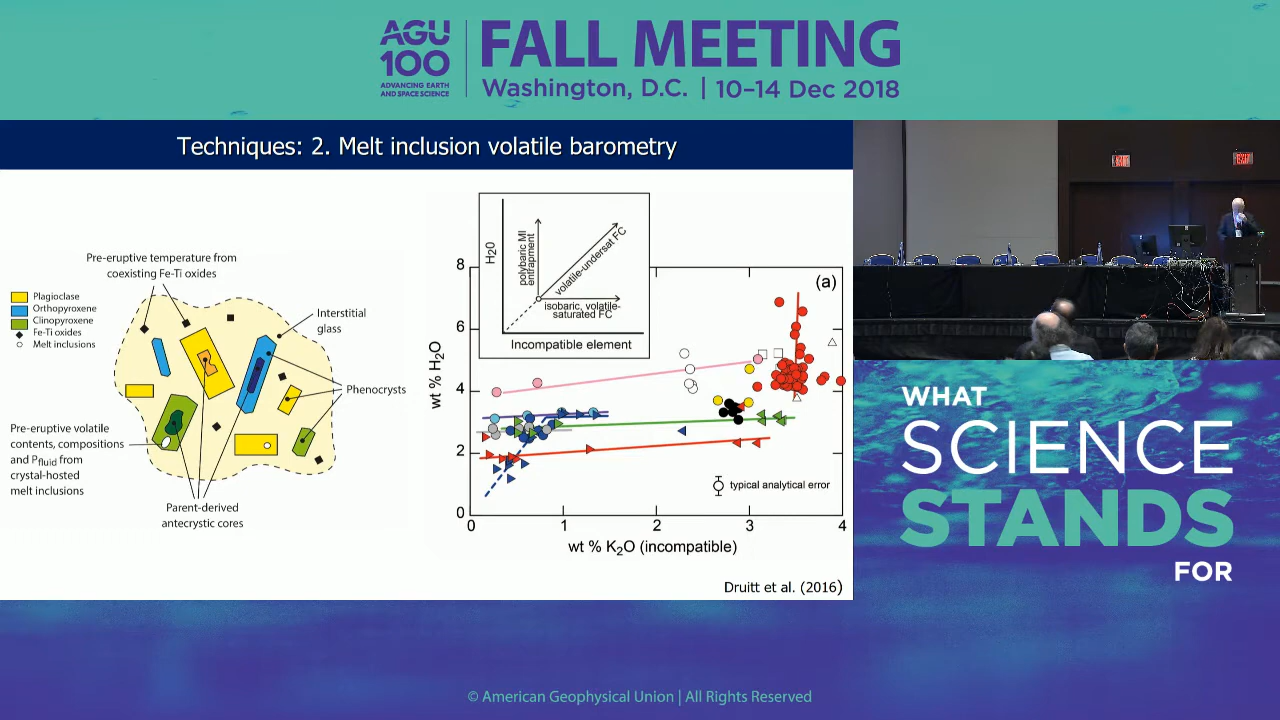 AGU
100
ADVANCING EARTH
AND SPACE SCIENCE
FALL MEETING
Washington, D.C. | 10–14 Dec 2018
Techniques: 2. Melt inclusion volatile barometry
Pre-eruptive temperature from
coexisting Fe-Ti oxides
Plagioclase
Orthopyroxene
Clinopyroxene
Fe-Ti oxides
Melt inclusions
Interstitial
glass
Phenocrysts
Pre-eruptive volatile
contents, compositions
and Pfluid from
crystal-hosted
melt inclusions
Parent-derived
antecrystic cores
H2O
polybaric MI
entrapment
volatile-undersat FC
isobaric, volatile-
saturated FC
Incompatible element
(a)
8
6
4
2
0
wt % H2O
typical analytical error
0 1 2 3 4
wt % K2O (incompatible)
Druitt et al. (2016)
EXIT
EXIT
WHAT
SCIENCE
STANDS
FOR
© American Geophysical Union | All Rights Reserved